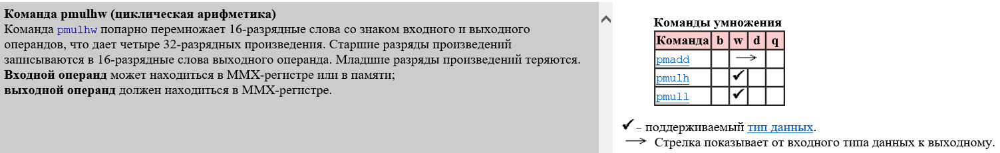 Команда pmulhw (циклическая арифметика)
Команда pmulhw попарно перемножает 16-разрядные слова со знаком входного и выходного
операндов, что дает четыре 32-разрядных произведения. Старшие разряды произведений
записываются в 16-разрядные слова выходного операнда. Младшие разряды произведений теряются.
Входной операнд может находиться в MMX-регистре или в памяти;
выходной операнд должен находиться в MMX-регистре.
Команды умножения
Команда b w d q
pmadd →
pmulh ✔
pmull ✔
✔ – поддерживаемый тип данных.
→ Стрелка показывает от входного типа данных к выходному.